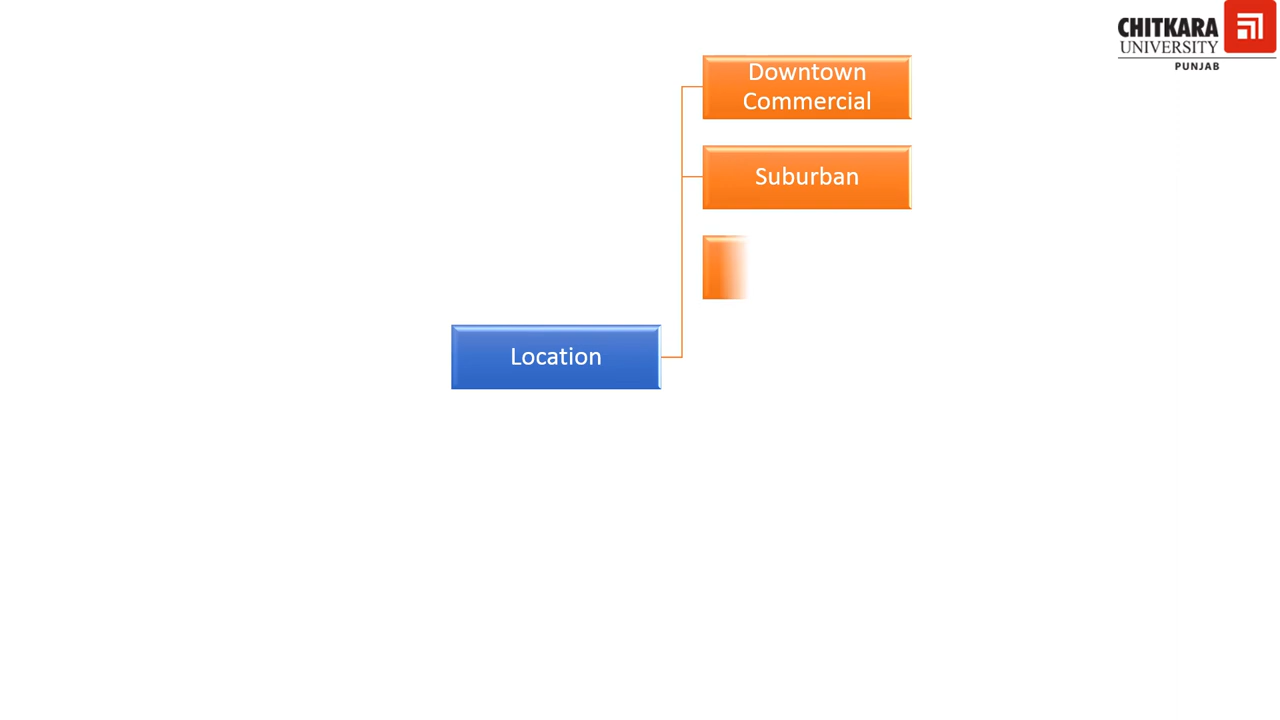 CHITKARA
UNIVERSITY
PUNJAB
Downtown
Commercial
Suburban
Location